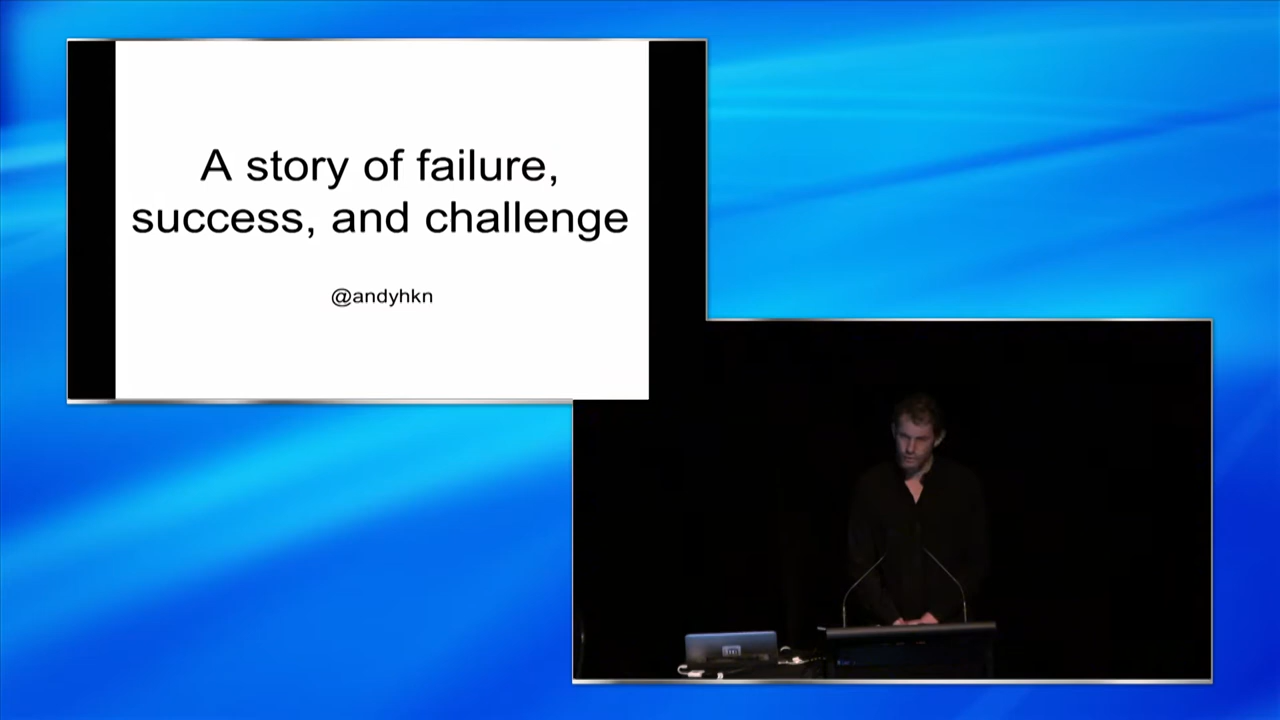 A story of failure,
success, and challenge
@andyhkn